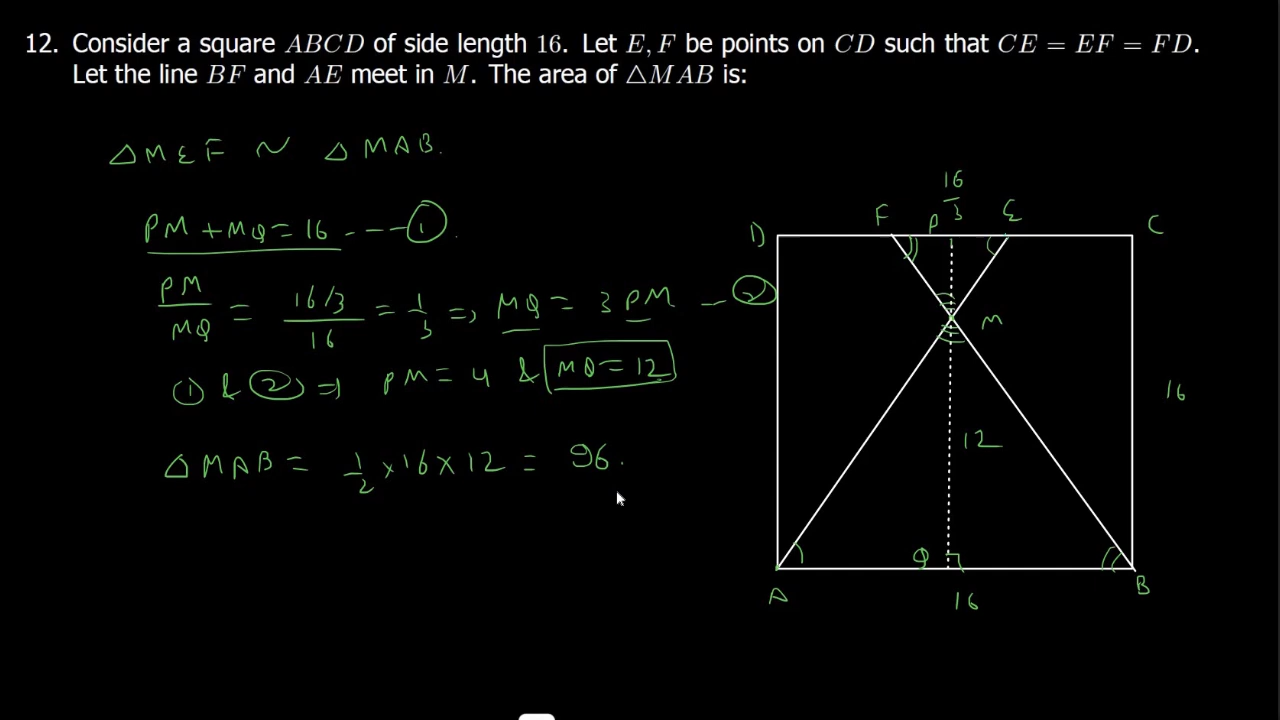 12. Consider a square ABCD of side length 16. Let E, F be points on CD such that CE = EF = FD.
Let the line BF and AE meet in M. The area of △MAB is:
△MEF ~ △MAB.
PM + MQ = 16 - - - - ①.
PM/MQ = (16/3)/16 = 1/3 ⇒, MQ = 3 PM - - ②
① & ② ⇒ PM = 4 & MQ = 12
△MAB = 1/2 × 16 × 12 = 96.
16/3
D F P E C
M
16
12
Q
A 16 B